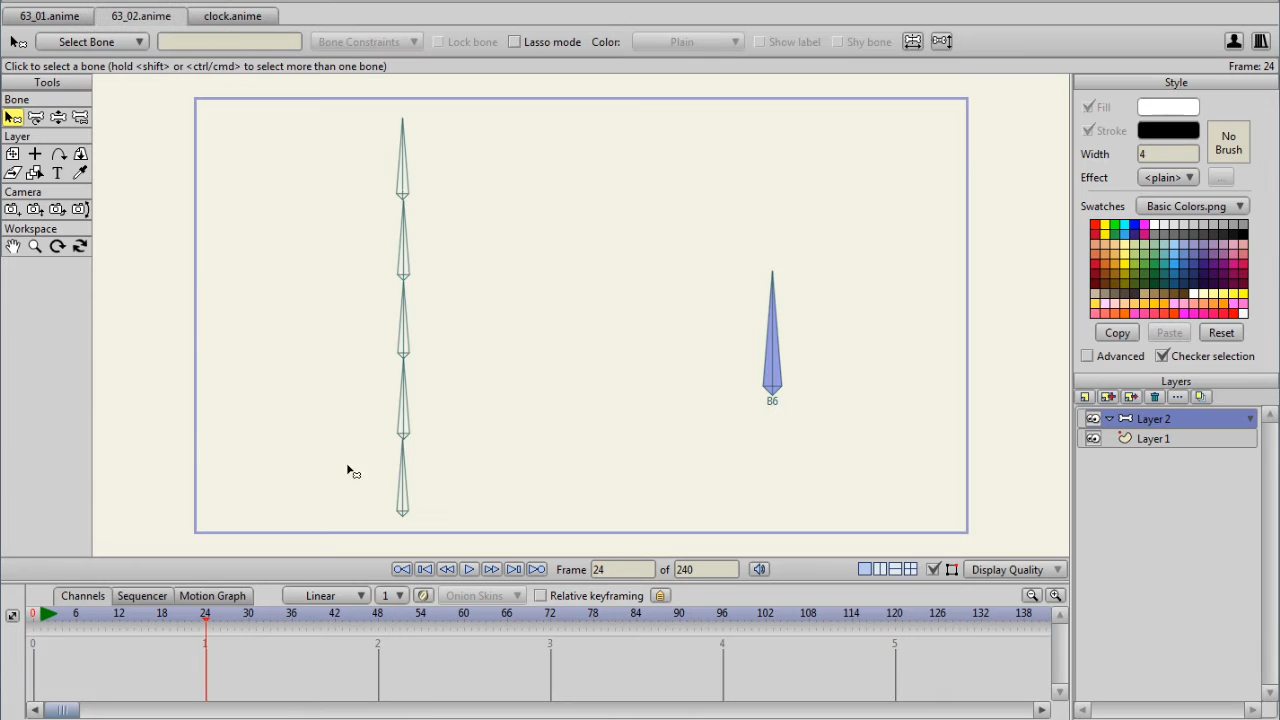 63_01.anime 63_02.anime clock.anime
Select Bone Bone Constraints Lock bone Lasso mode Color: Plain Show label Shy bone
Click to select a bone (hold <shift> or <ctrl/cmd> to select more than one bone) Frame: 24
Tools
Bone
Layer
T
Camera
Workspace
B6
Style
Fill
Stroke
No Brush
Width 4
Effect <plain> ...
Swatches Basic Colors.png
Copy Paste Reset
Advanced Checker selection
Layers
Layer 2
Layer 1
Frame 24 of 240 Display Quality
Channels Sequencer Motion Graph Linear 1 Onion Skins Relative keyframing
0 6 12 18 24 30 36 42 48 54 60 66 72 78 84 90 96 102 108 114 120 126 132 138
0 1 2 3 4 5